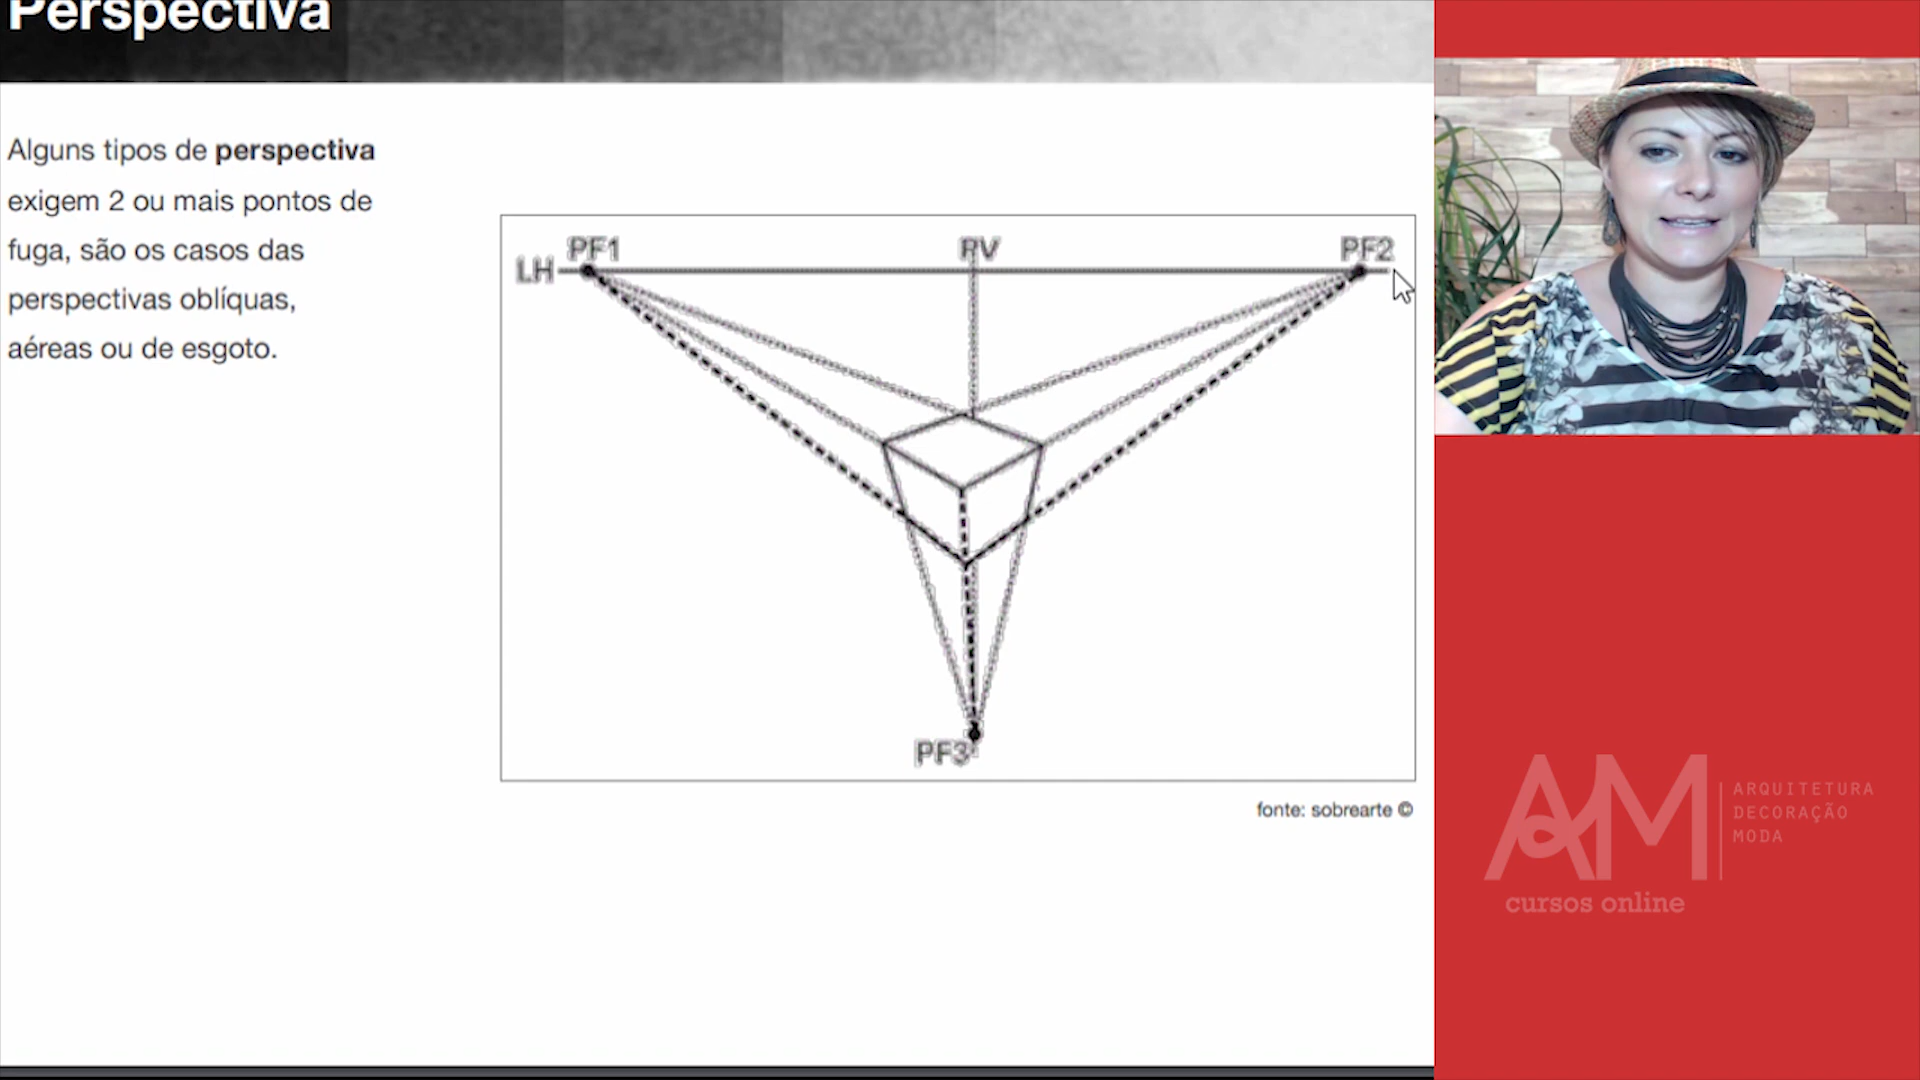 Perspectiva
Alguns tipos de perspectiva
exigem 2 ou mais pontos de
fuga, são os casos das
perspectivas oblíquas,
aéreas ou de esgoto.
PF1
PV
PF2
LH
PF3
fonte: sobrearte ©
AM
ARQUITETURA
DECORAÇÃO
MODA
cursos online